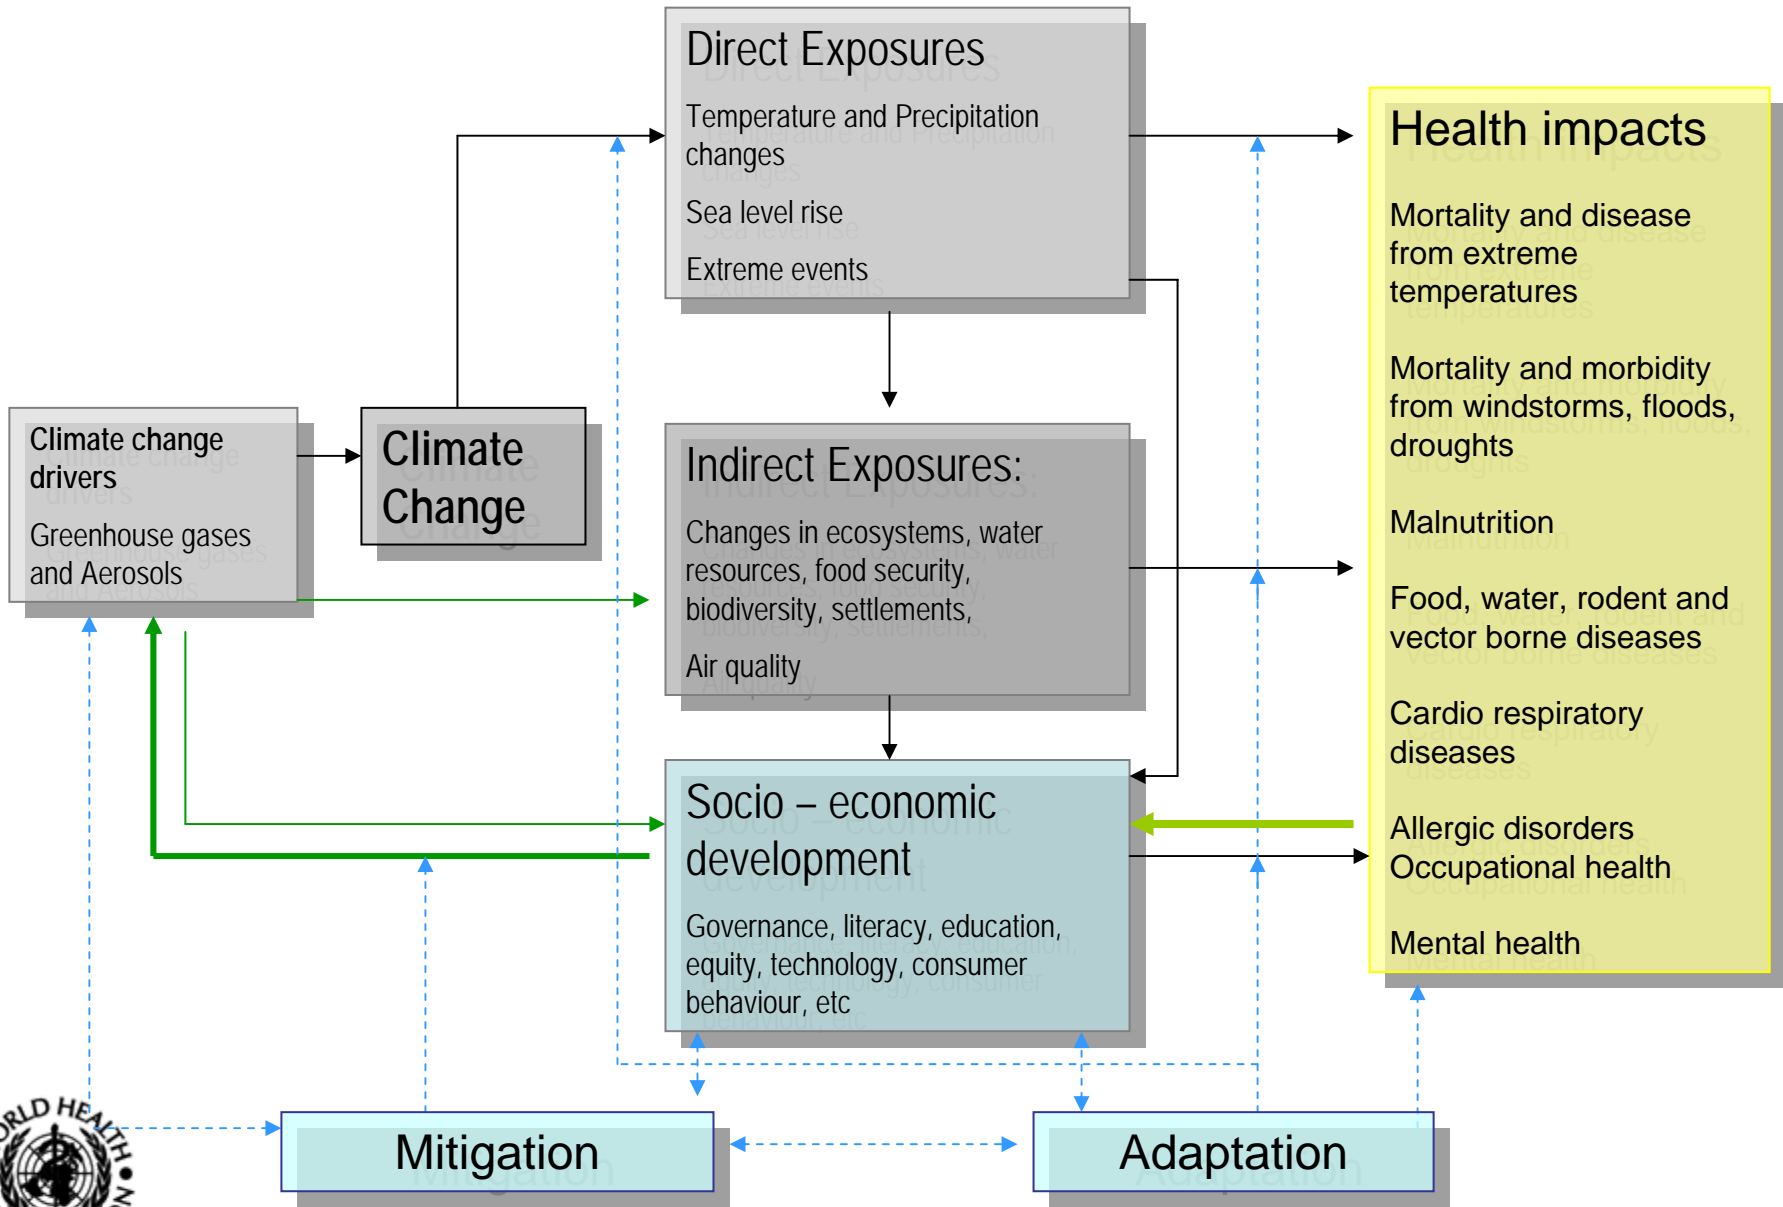 Direct Exposures
Temperature and Precipitation
changes
Sea level rise
Extreme events
Health impacts
Mortality and disease
from extreme
temperatures
Mortality and morbidity
from windstorms, floods,
droughts
Malnutrition
Food, water, rodent and
vector borne diseases
Cardio respiratory
diseases
Allergic disorders
Occupational health
Mental health
Climate change
drivers
Greenhouse gases
and Aerosols
Climate
Change
Indirect Exposures:
Changes in ecosystems, water
resources, food security,
biodiversity, settlements,
Air quality
Socio – economic
development
Governance, literacy, education,
equity, technology, consumer
behaviour, etc
Mitigation
Adaptation
HEALTH